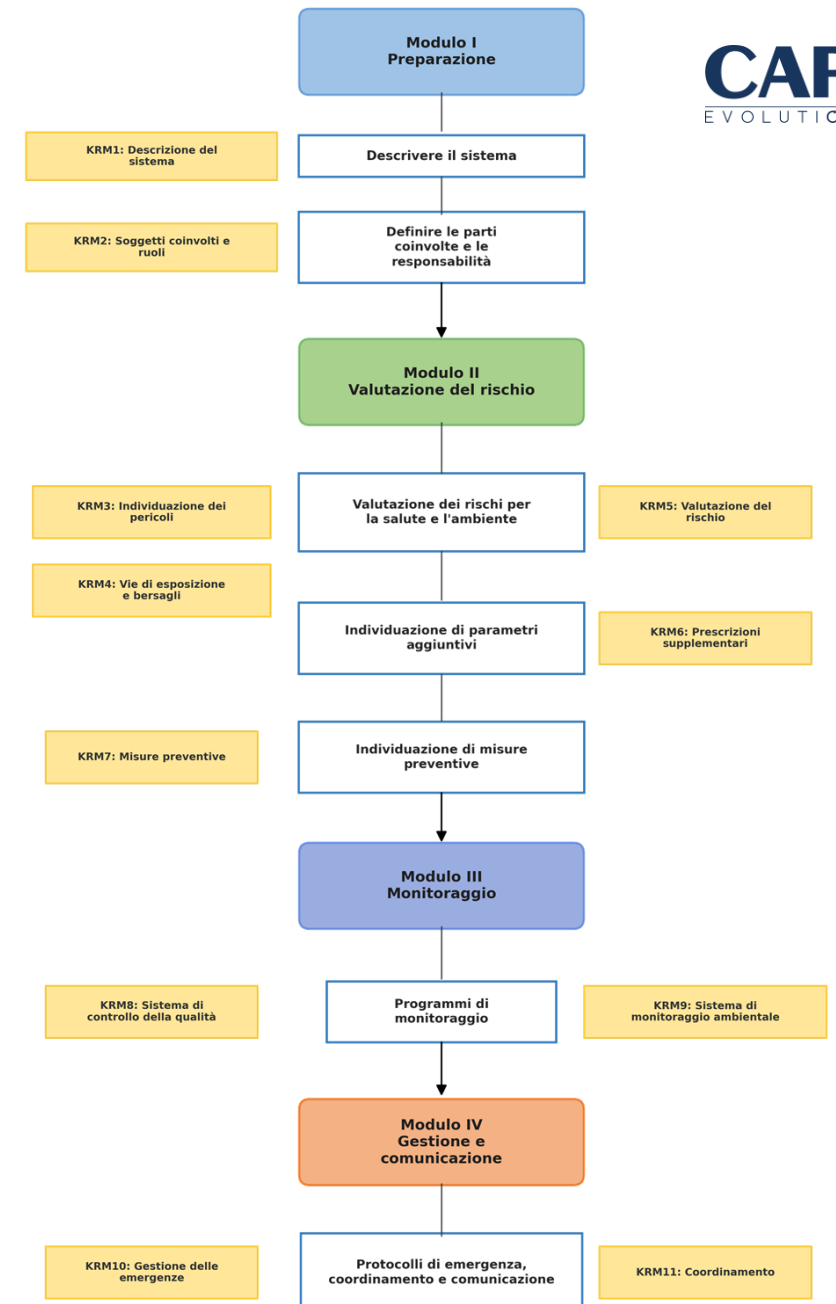 Modulo I
Preparazione
CAP
EVOLUTIO
KRM1: Descrizione del
sistema
Descrivere il sistema
KRM2: Soggetti coinvolti e
ruoli
Definire le parti
coinvolte e le
responsabilità
Modulo II
Valutazione del rischio
KRM3: Individuazione dei
pericoli
Valutazione dei rischi per
la salute e l'ambiente
KRM5: Valutazione del
rischio
KRM4: Vie di esposizione
e bersagli
Individuazione di parametri
aggiuntivi
KRM6: Prescrizioni
supplementari
KRM7: Misure preventive
Individuazione di misure
preventive
Modulo III
Monitoraggio
KRM8: Sistema di
controllo della qualità
Programmi di
monitoraggio
KRM9: Sistema di
monitoraggio ambientale
Modulo IV
Gestione e
comunicazione
KRM10: Gestione delle
emergenze
Protocolli di emergenza,
coordinamento e comunicazione
KRM11: Coordinamento